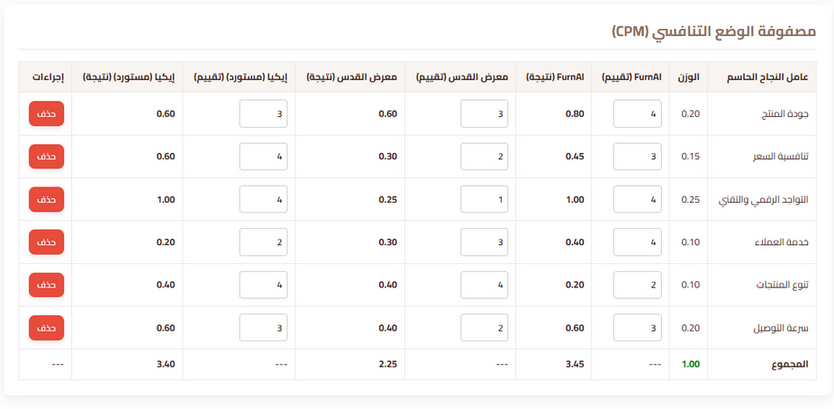 مصفوفة الوضع التنافسي (CPM)
عامل النجاح الحاسم الوزن FurnAI (تقييم) FurnAI (نتيجة) معرض القدس (تقييم) معرض القدس (نتيجة) إيكيا (مستورد) (تقييم) إيكيا (مستورد) (نتيجة) إجراءات
جودة المنتج 0.20 4 0.80 3 0.60 3 0.60 حذف
تنافسية السعر 0.15 3 0.45 2 0.30 4 0.60 حذف
التواجد الرقمي والتقني 0.25 4 1.00 1 0.25 4 1.00 حذف
خدمة العملاء 0.10 4 0.40 3 0.30 2 0.20 حذف
تنوع المنتجات 0.10 2 0.20 4 0.40 4 0.40 حذف
سرعة التوصيل 0.20 3 0.60 2 0.40 3 0.60 حذف
المجموع 1.00 --- 3.45 --- 2.25 --- 3.40 ---